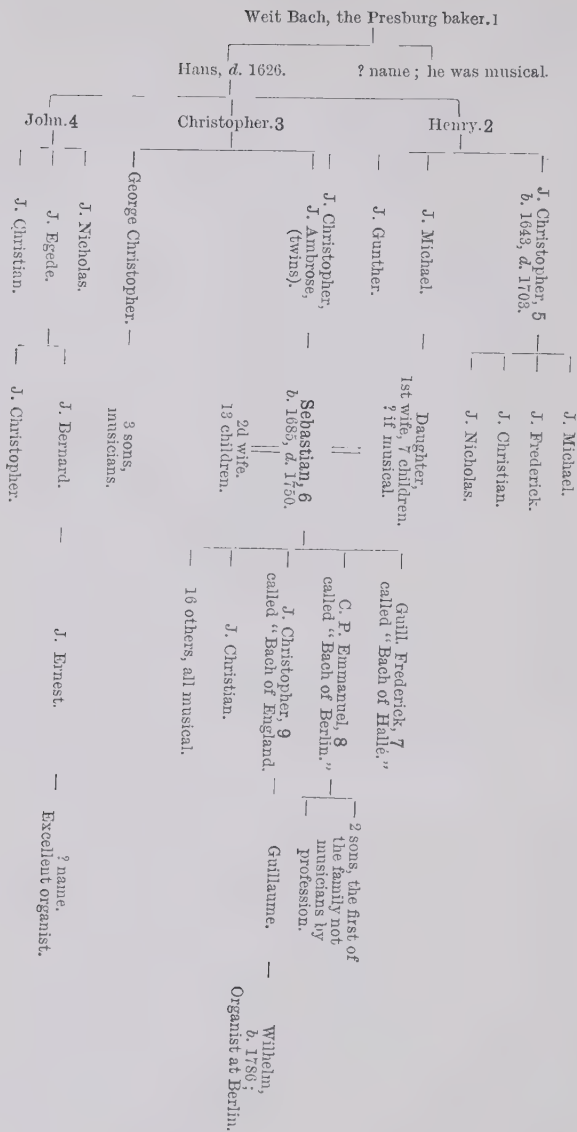 Weit Bach, the Presburg baker.1
Hans, d. 1626.
? name ; he was musical.
John.4
Christopher.3
Henry.2
J. Christian.
J. Egede.
J. Nicholas.
George Christopher.
J. Christopher,
J. Ambrose,
(twins).
J. Gunther.
J. Michael.
J. Christopher, 5
b. 1643, d. 1703.
J. Christopher.
J. Bernard.
3 sons,
musicians.
Sebastian, 6
b. 1685, d. 1750.
2d wife,
13 children.
Daughter,
1st wife, 7 children.
? if musical.
J. Nicholas.
J. Christian.
J. Frederick.
J. Michael.
J. Ernest.
16 others, all musical.
J. Christian.
J. Christopher, 9
called "Bach of England.
C. P. Emmanuel, 8
called "Bach of Berlin."
Guill. Frederick, 7
called "Bach of Hallé."
? name.
Excellent organist.
Guillaume.
2 sons, the first of
the family not
musicians by
profession.
Wilhelm,
b. 1786 ;
Organist at Berlin.